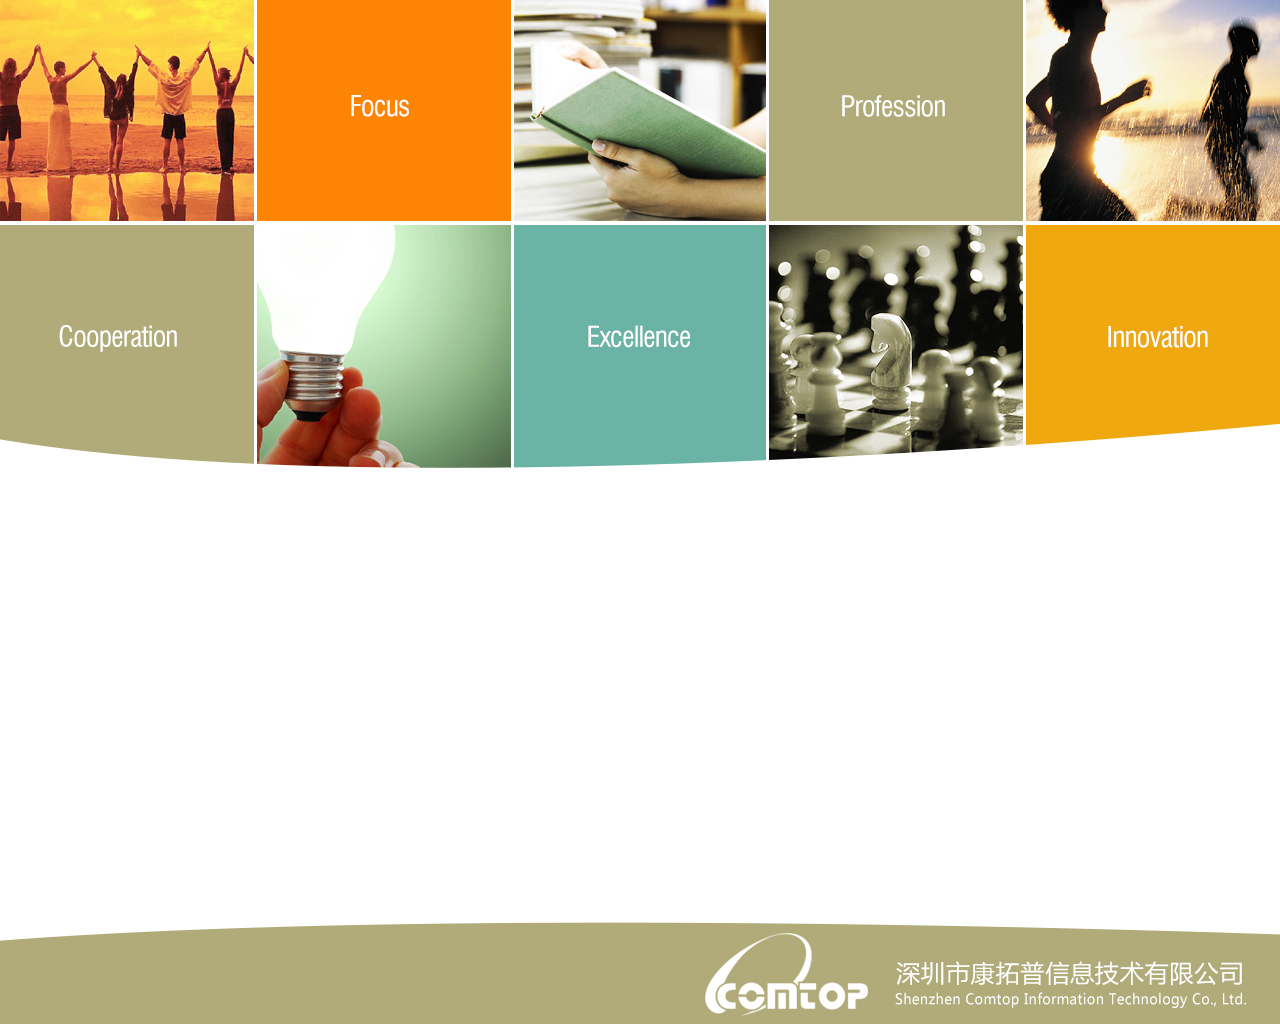 Focus
Profession
Cooperation
Excellence
Innovation
COMTOP
深圳市康拓普信息技术有限公司
Shenzhen Comtop Information Technology Co., Ltd.